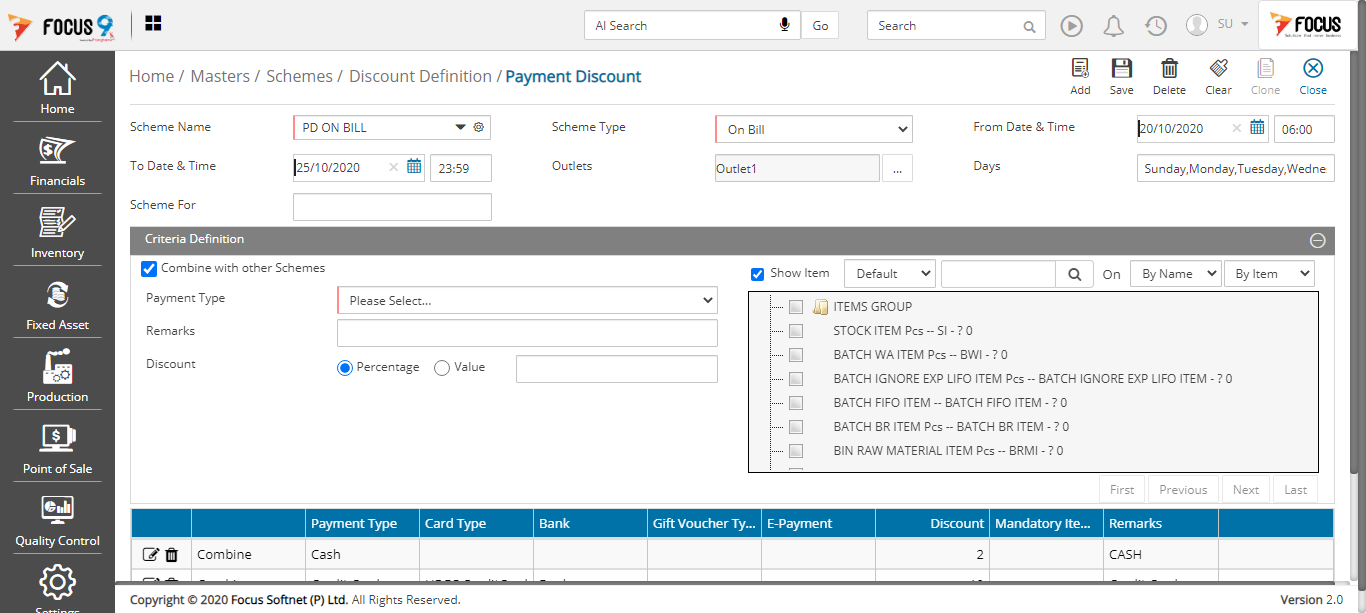 FOCUS 9
AI Search
Go
Search
SU
FOCUS
Home
Financials
Inventory
Fixed Asset
Production
Point of Sale
Quality Control
Settings
Home / Masters / Schemes / Discount Definition / Payment Discount
Add
Save
Delete
Clear
Clone
Close
Scheme Name
PD ON BILL
Scheme Type
On Bill
From Date & Time
20/10/2020
06:00
To Date & Time
25/10/2020
23:59
Outlets
Outlet1
...
Days
Sunday,Monday,Tuesday,Wedne
Scheme For
Criteria Definition
Combine with other Schemes
Payment Type
Please Select...
Remarks
Discount
Percentage
Value
Show Item
Default
On
By Name
By Item
ITEMS GROUP
STOCK ITEM Pcs -- SI - ? 0
BATCH WA ITEM Pcs -- BWI - ? 0
BATCH IGNORE EXP LIFO ITEM Pcs -- BATCH IGNORE EXP LIFO ITEM - ? 0
BATCH FIFO ITEM -- BATCH FIFO ITEM - ? 0
BATCH BR ITEM Pcs -- BATCH BR ITEM - ? 0
BIN RAW MATERIAL ITEM Pcs -- BRMI - ? 0
First
Previous
Next
Last
Payment Type Card Type Bank Gift Voucher Ty... E-Payment Discount Mandatory Ite... Remarks
Combine Cash 2 CASH
Copyright © 2020 Focus Softnet (P) Ltd. All Rights Reserved.
Version 2.0